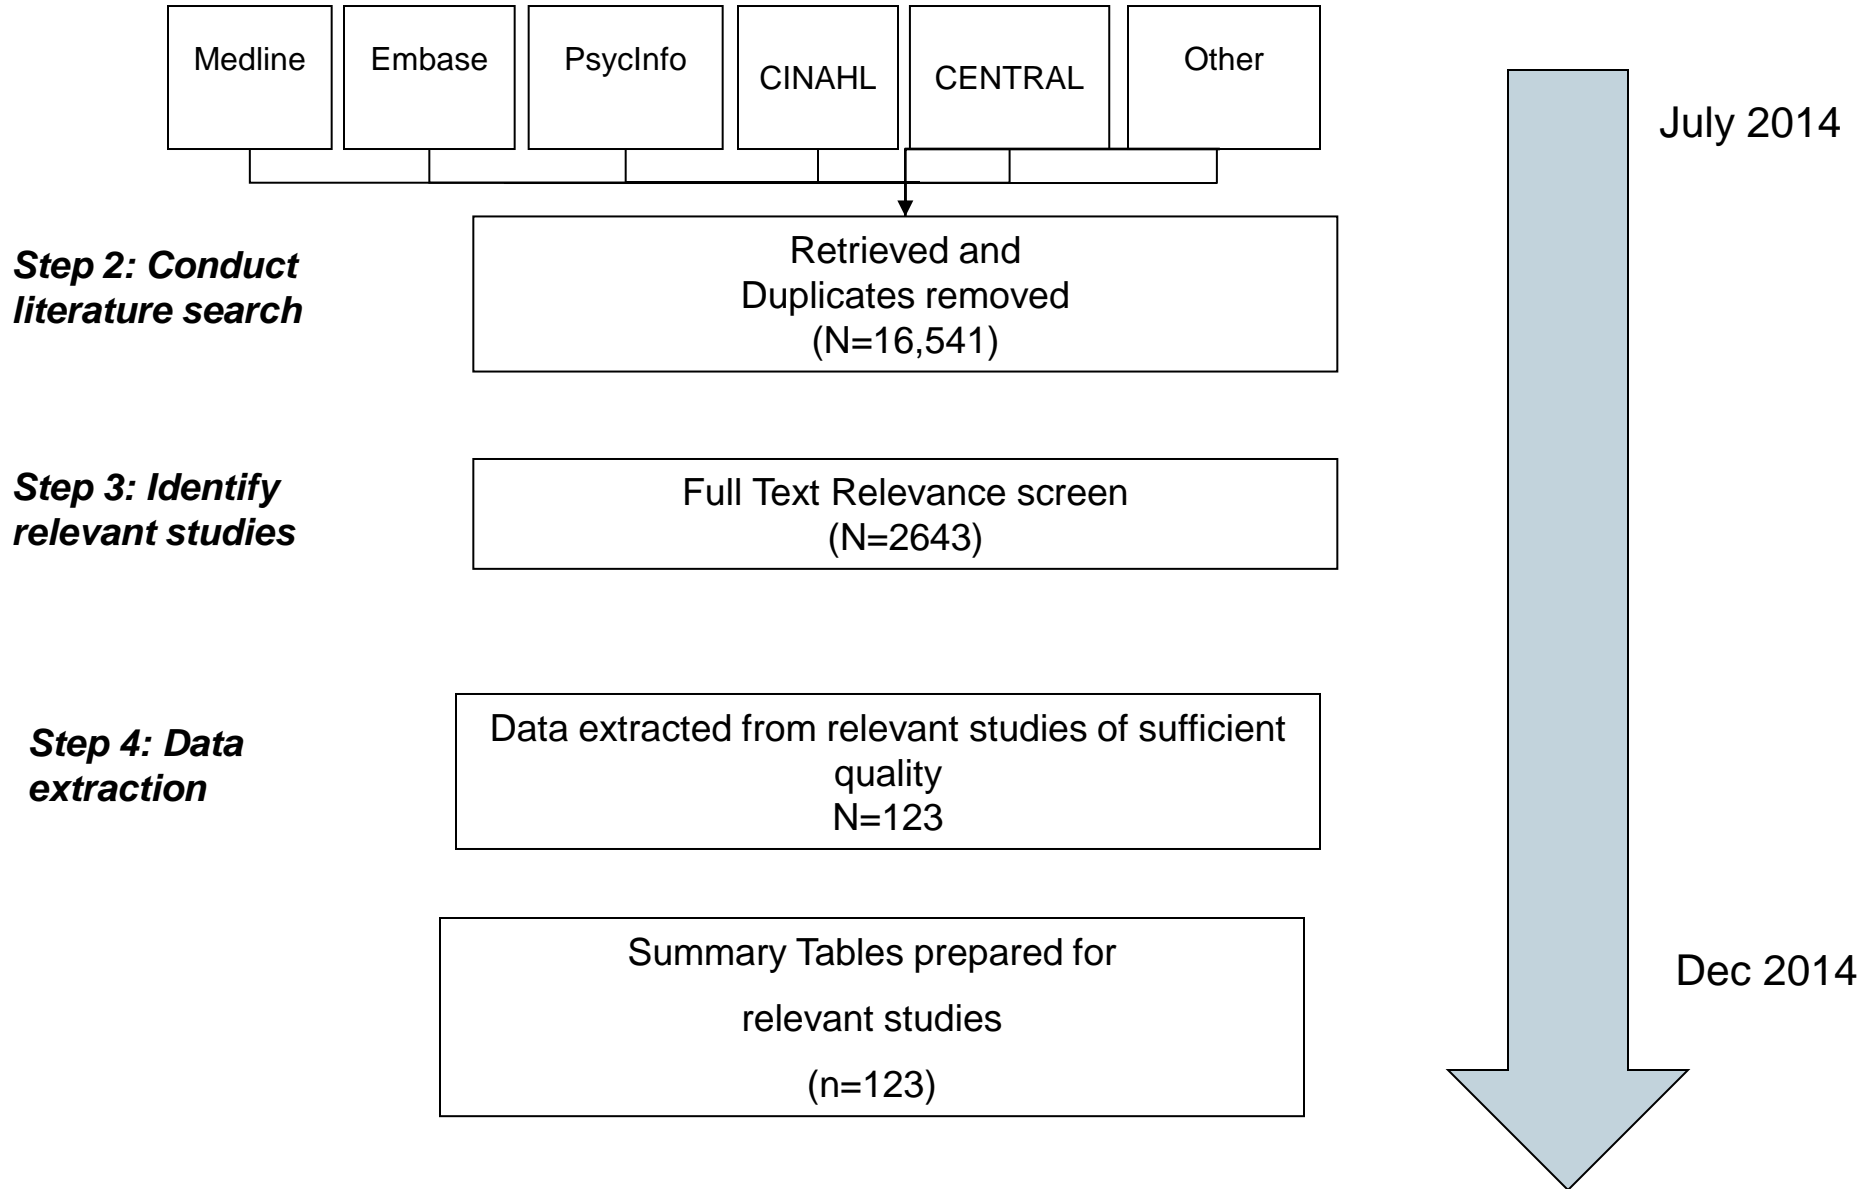 Medline
Embase
PsycInfo
CINAHL
CENTRAL
Other
July 2014
Step 2: Conduct
literature search
Retrieved and
Duplicates removed
(N=16,541)
Step 3: Identify
relevant studies
Full Text Relevance screen
(N=2643)
Step 4: Data
extraction
Data extracted from relevant studies of sufficient
quality
N=123
Summary Tables prepared for
relevant studies
(n=123)
Dec 2014